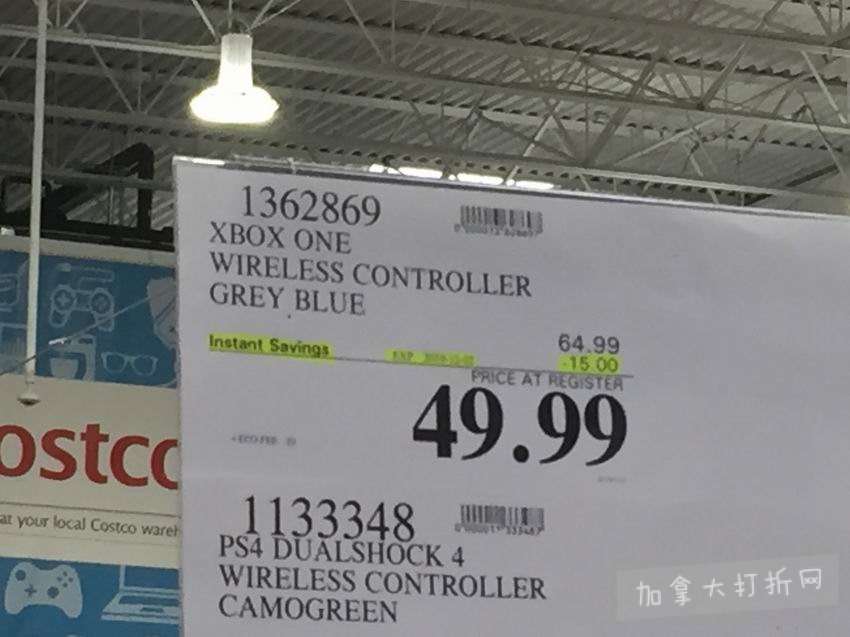 1362869
XBOX ONE
WIRELESS CONTROLLER
GREY BLUE
64.99
Instant Savings EXP -15.00
PRICE AT REGISTER
49.99
1133348
PS4 DUALSHOCK 4
WIRELESS CONTROLLER
CAMOGREEN
ostco
at your local Costco
加拿大打折网